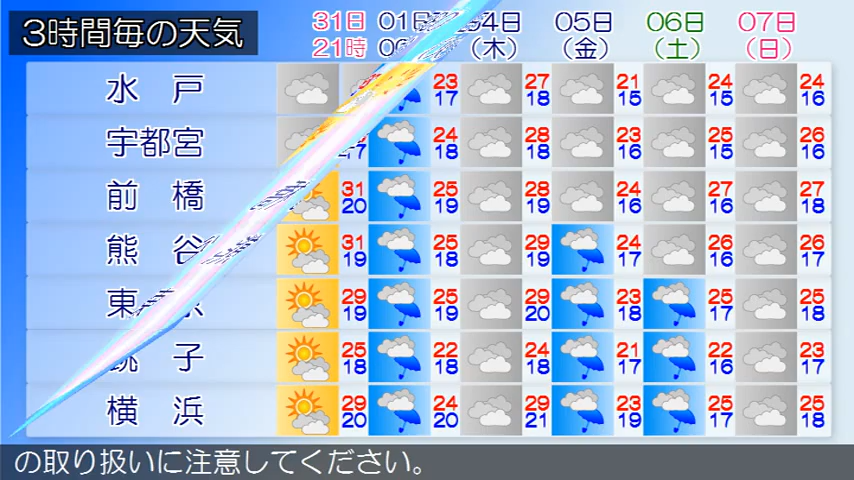 3時間毎の天気
31日 01日 04日 05日 06日 07日
21時 (木) (金) (土) (日)
水 戸 23 27 21 24 24
17 18 15 15 16
宇都宮 24 28 23 25 26
18 18 16 15 16
前 橋 31 25 28 24 27 27
20 19 19 16 16 18
熊 谷 31 25 29 24 26 26
19 18 19 17 16 17
東 29 25 29 23 25 25
19 19 20 18 17 18
子 25 22 24 21 22 23
18 18 18 17 16 17
横 浜 29 24 29 23 25 25
20 20 21 19 17 18
の取り扱いに注意してください。